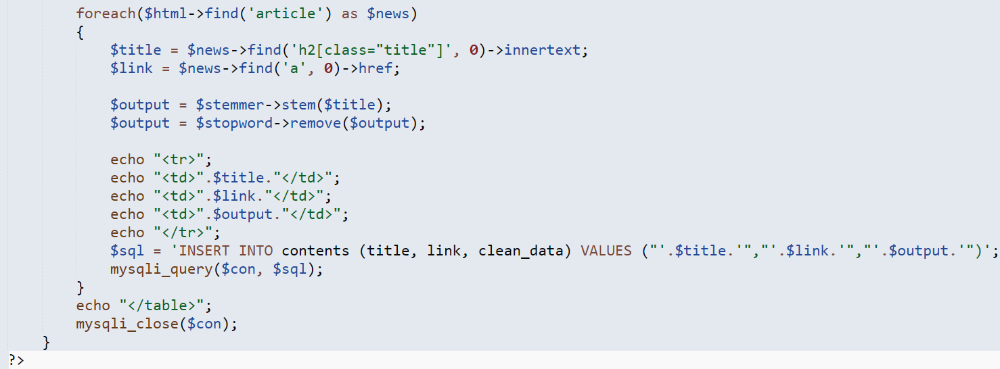 foreach($html->find('article') as $news)
{
$title = $news->find('h2[class="title"]', 0)->innertext;
$link = $news->find('a', 0)->href;
$output = $stemmer->stem($title);
$output = $stopword->remove($output);
echo "<tr>";
echo "<td>".$title."</td>";
echo "<td>".$link."</td>";
echo "<td>".$output."</td>";
echo "</tr>";
$sql = 'INSERT INTO contents (title, link, clean_data) VALUES ("'.$title.'","'.$link.'","'.$output.'")';
mysqli_query($con, $sql);
}
echo "</table>";
mysqli_close($con);
}
?>